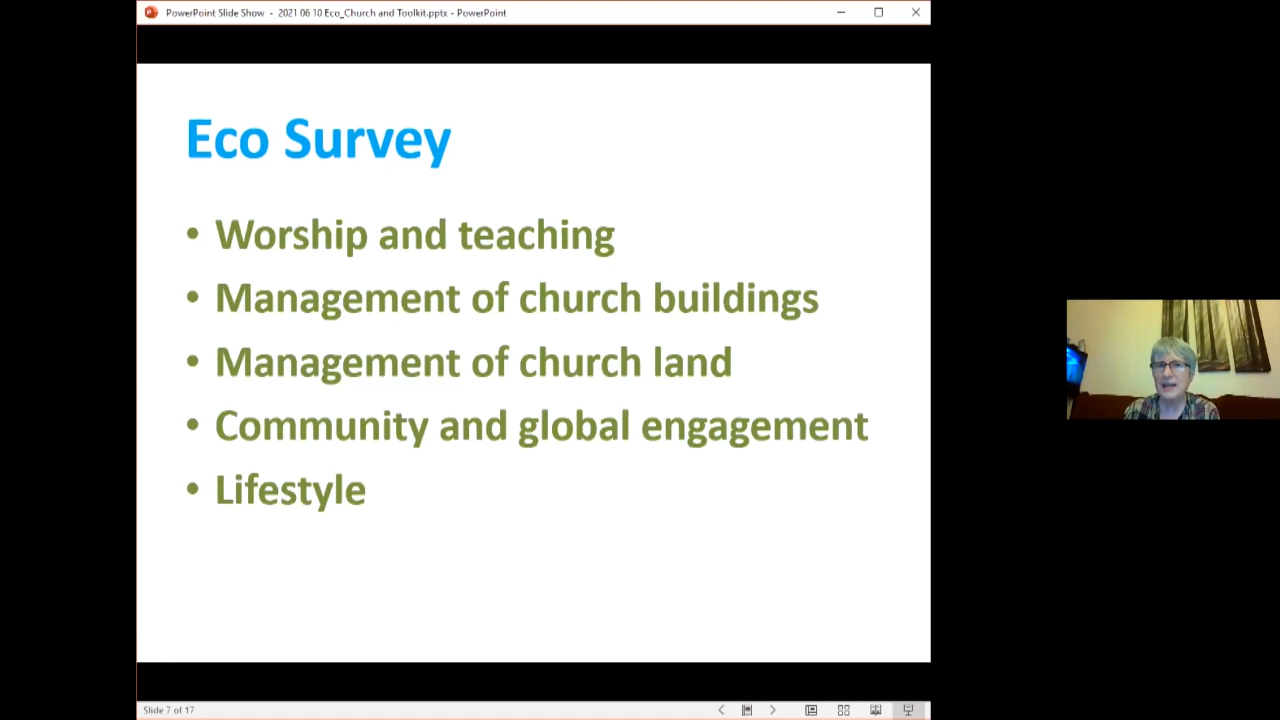 PowerPoint Slide Show - 2021 06 10 Eco_Church and Toolkit.pptx - PowerPoint
Eco Survey
• Worship and teaching
• Management of church buildings
• Management of church land
• Community and global engagement
• Lifestyle
Slide 7 of 17